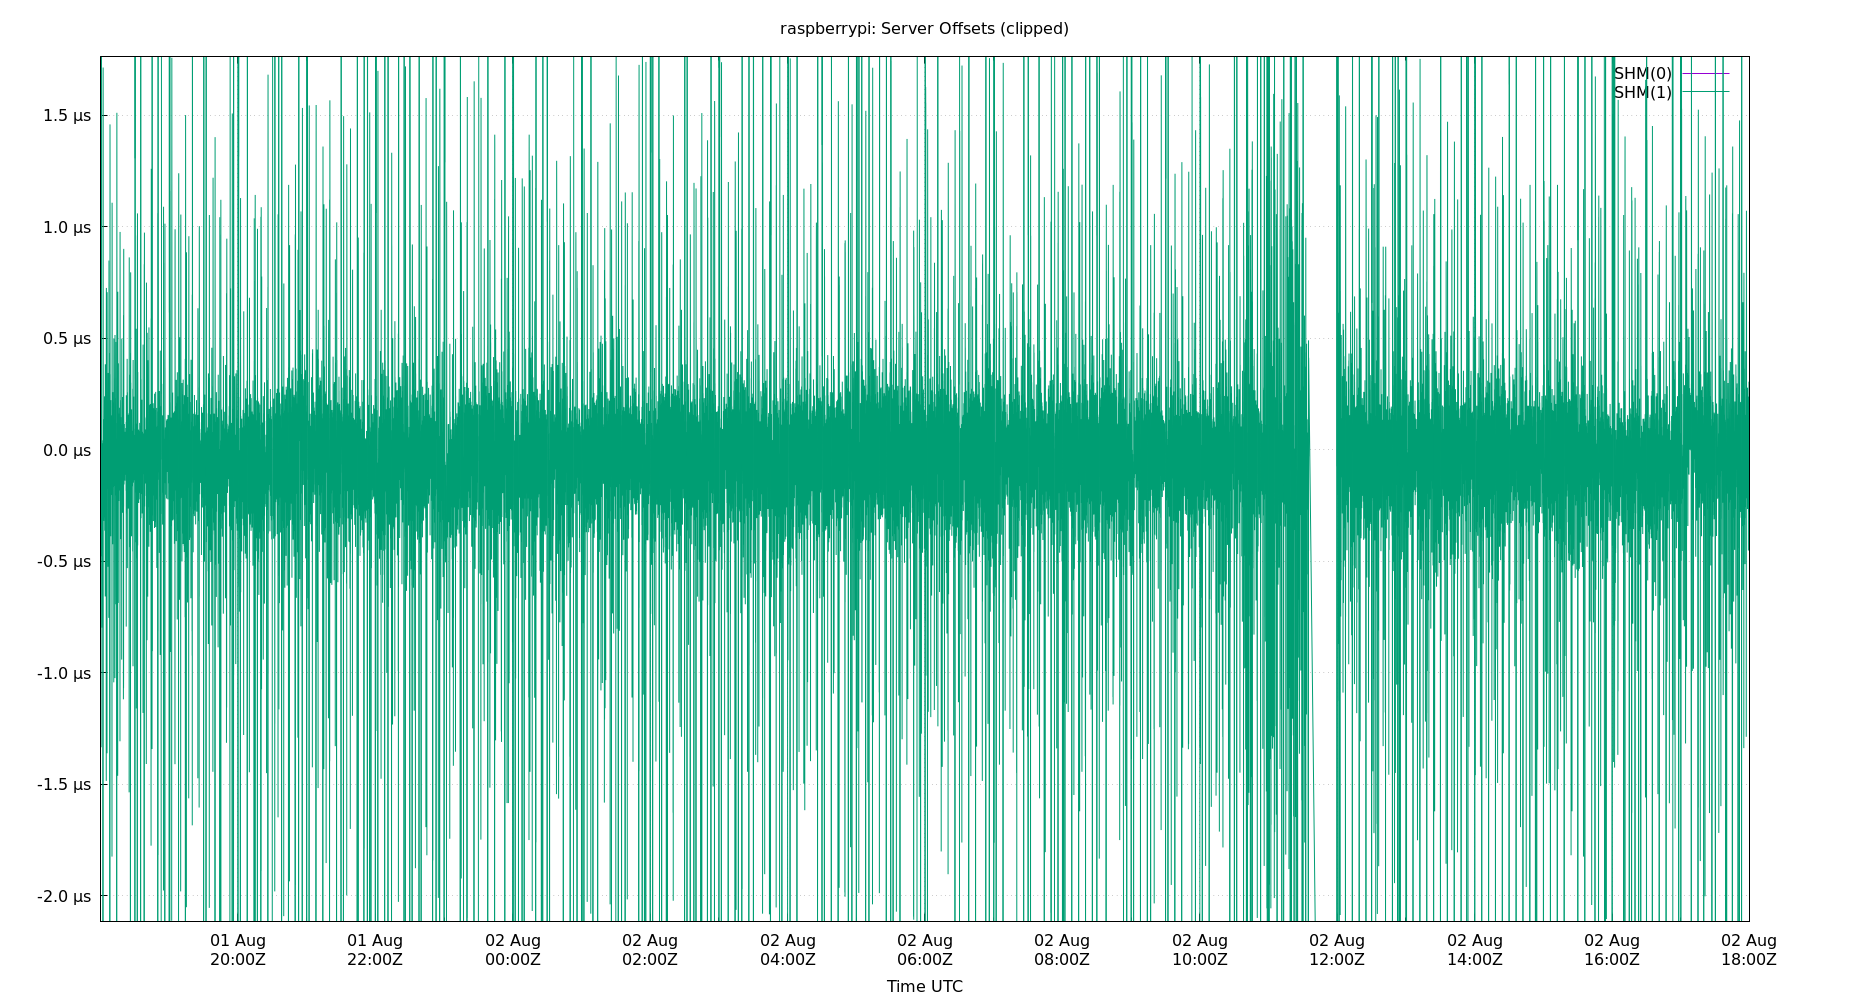 raspberrypi: Server Offsets (clipped)
SHM(0)
SHM(1)
1.5 µs
1.0 µs
0.5 µs
0.0 µs
-0.5 µs
-1.0 µs
-1.5 µs
-2.0 µs
01 Aug 01 Aug 02 Aug 02 Aug 02 Aug 02 Aug 02 Aug 02 Aug 02 Aug 02 Aug 02 Aug 02 Aug
20:00Z 22:00Z 00:00Z 02:00Z 04:00Z 06:00Z 08:00Z 10:00Z 12:00Z 14:00Z 16:00Z 18:00Z
Time UTC